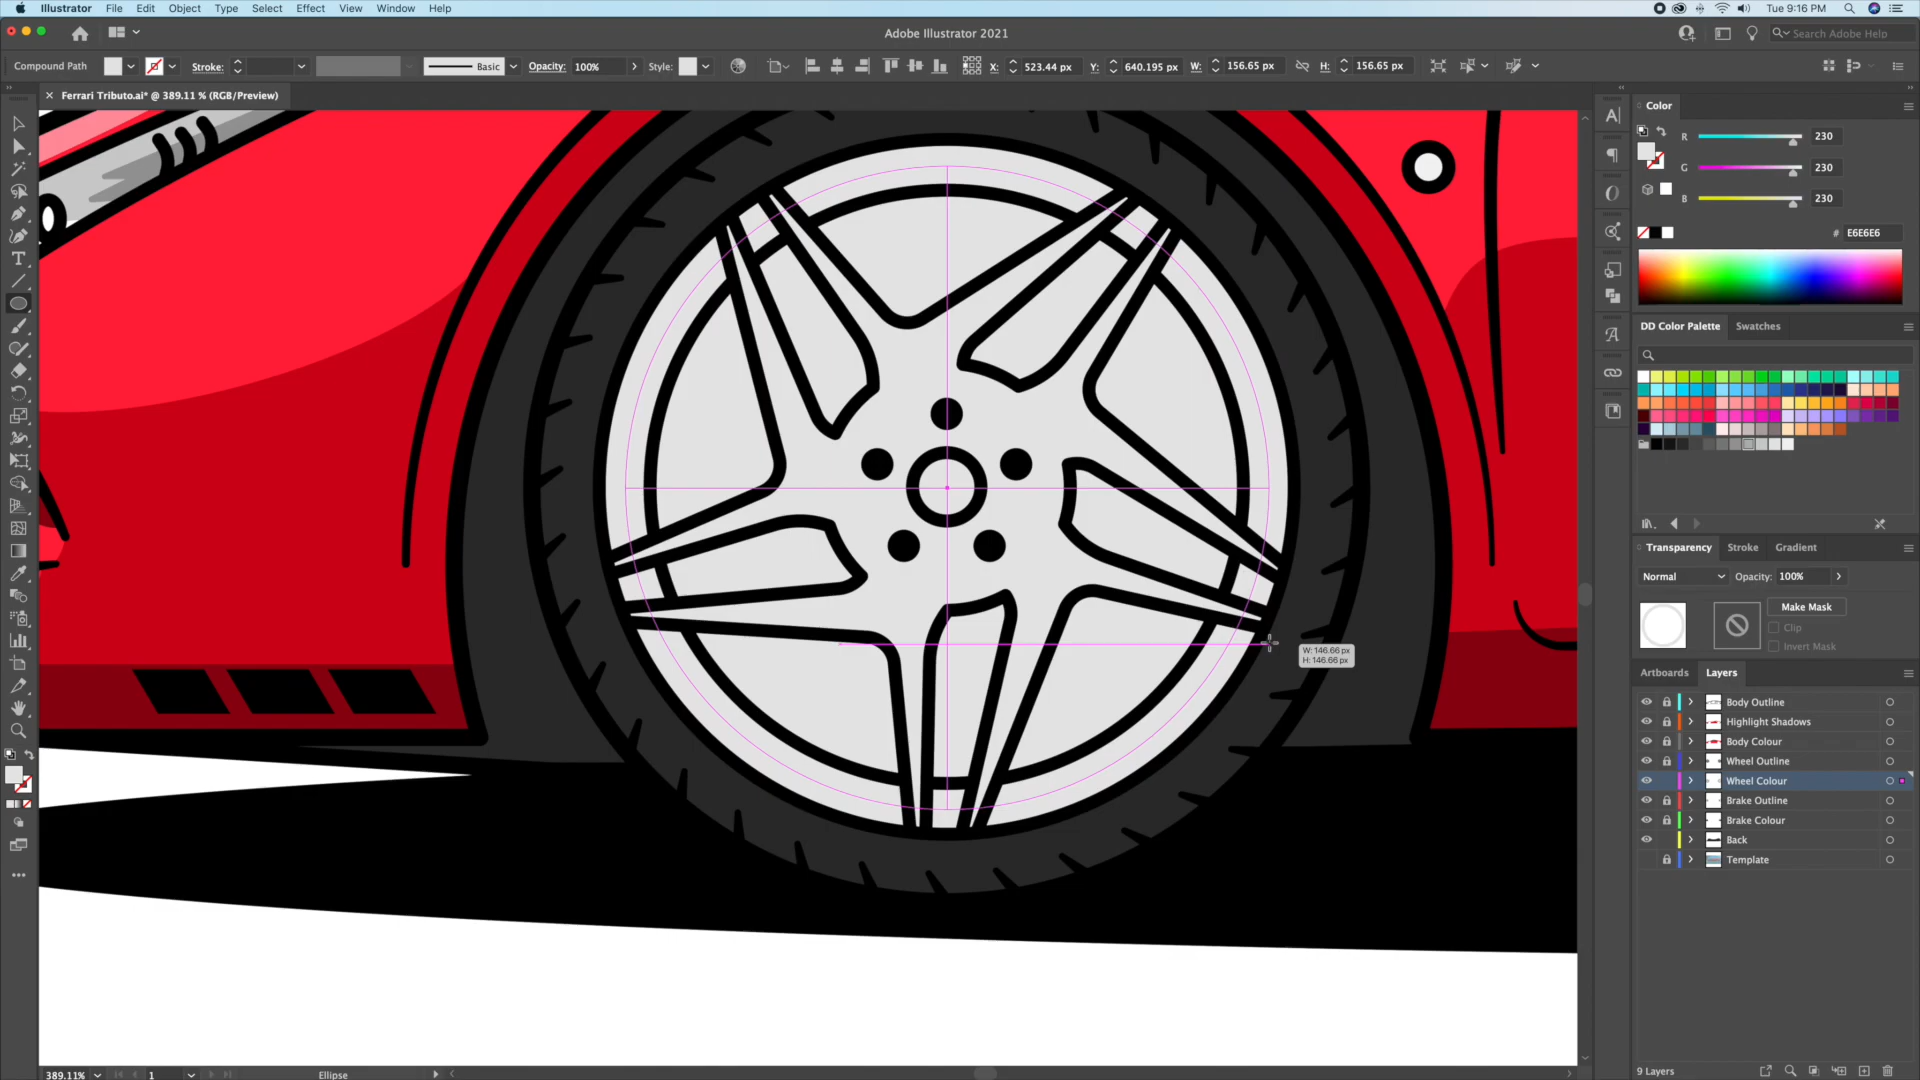 Illustrator File Edit Object Type Select Effect View Window Help Tue 9:16 PM
Adobe Illustrator 2021 Search Adobe Help
Compound Path Stroke: Basic Opacity: 100% Style: X: 523.44 px Y: 640.195 px W: 156.65 px H: 156.65 px
Ferrari Tributo.ai* @ 389.11 % (RGB/Preview)
Color
R 230
G 230
B 230
# E6E6E6
DD Color Palette Swatches
Transparency Stroke Gradient
Normal Opacity: 100%
Make Mask
Clip
Invert Mask
W: 146.66 px
H: 146.66 px
Artboards Layers
Body Outline
Highlight Shadows
Body Colour
Wheel Outline
Wheel Colour
Brake Outline
Brake Colour
Back
Template
389.11% 1 Ellipse 9 Layers